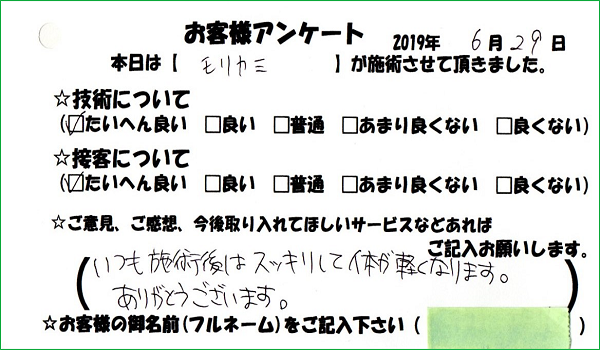 お客様アンケート 2019年 6月29日
本日は【 モリカミ 】が施術させて頂きました。
☆技術について
(☑たいへん良い □良い □普通 □あまり良くない □良くない)
☆接客について
(☑たいへん良い □良い □普通 □あまり良くない □良くない)
☆ご意見、ご感想、今後取り入れてほしいサービスなどあれば
ご記入お願いします。
(いつも施術後はスッキリして体が軽くなります。
ありがとうございます。)
☆お客様の御名前(フルネーム)をご記入下さい( )